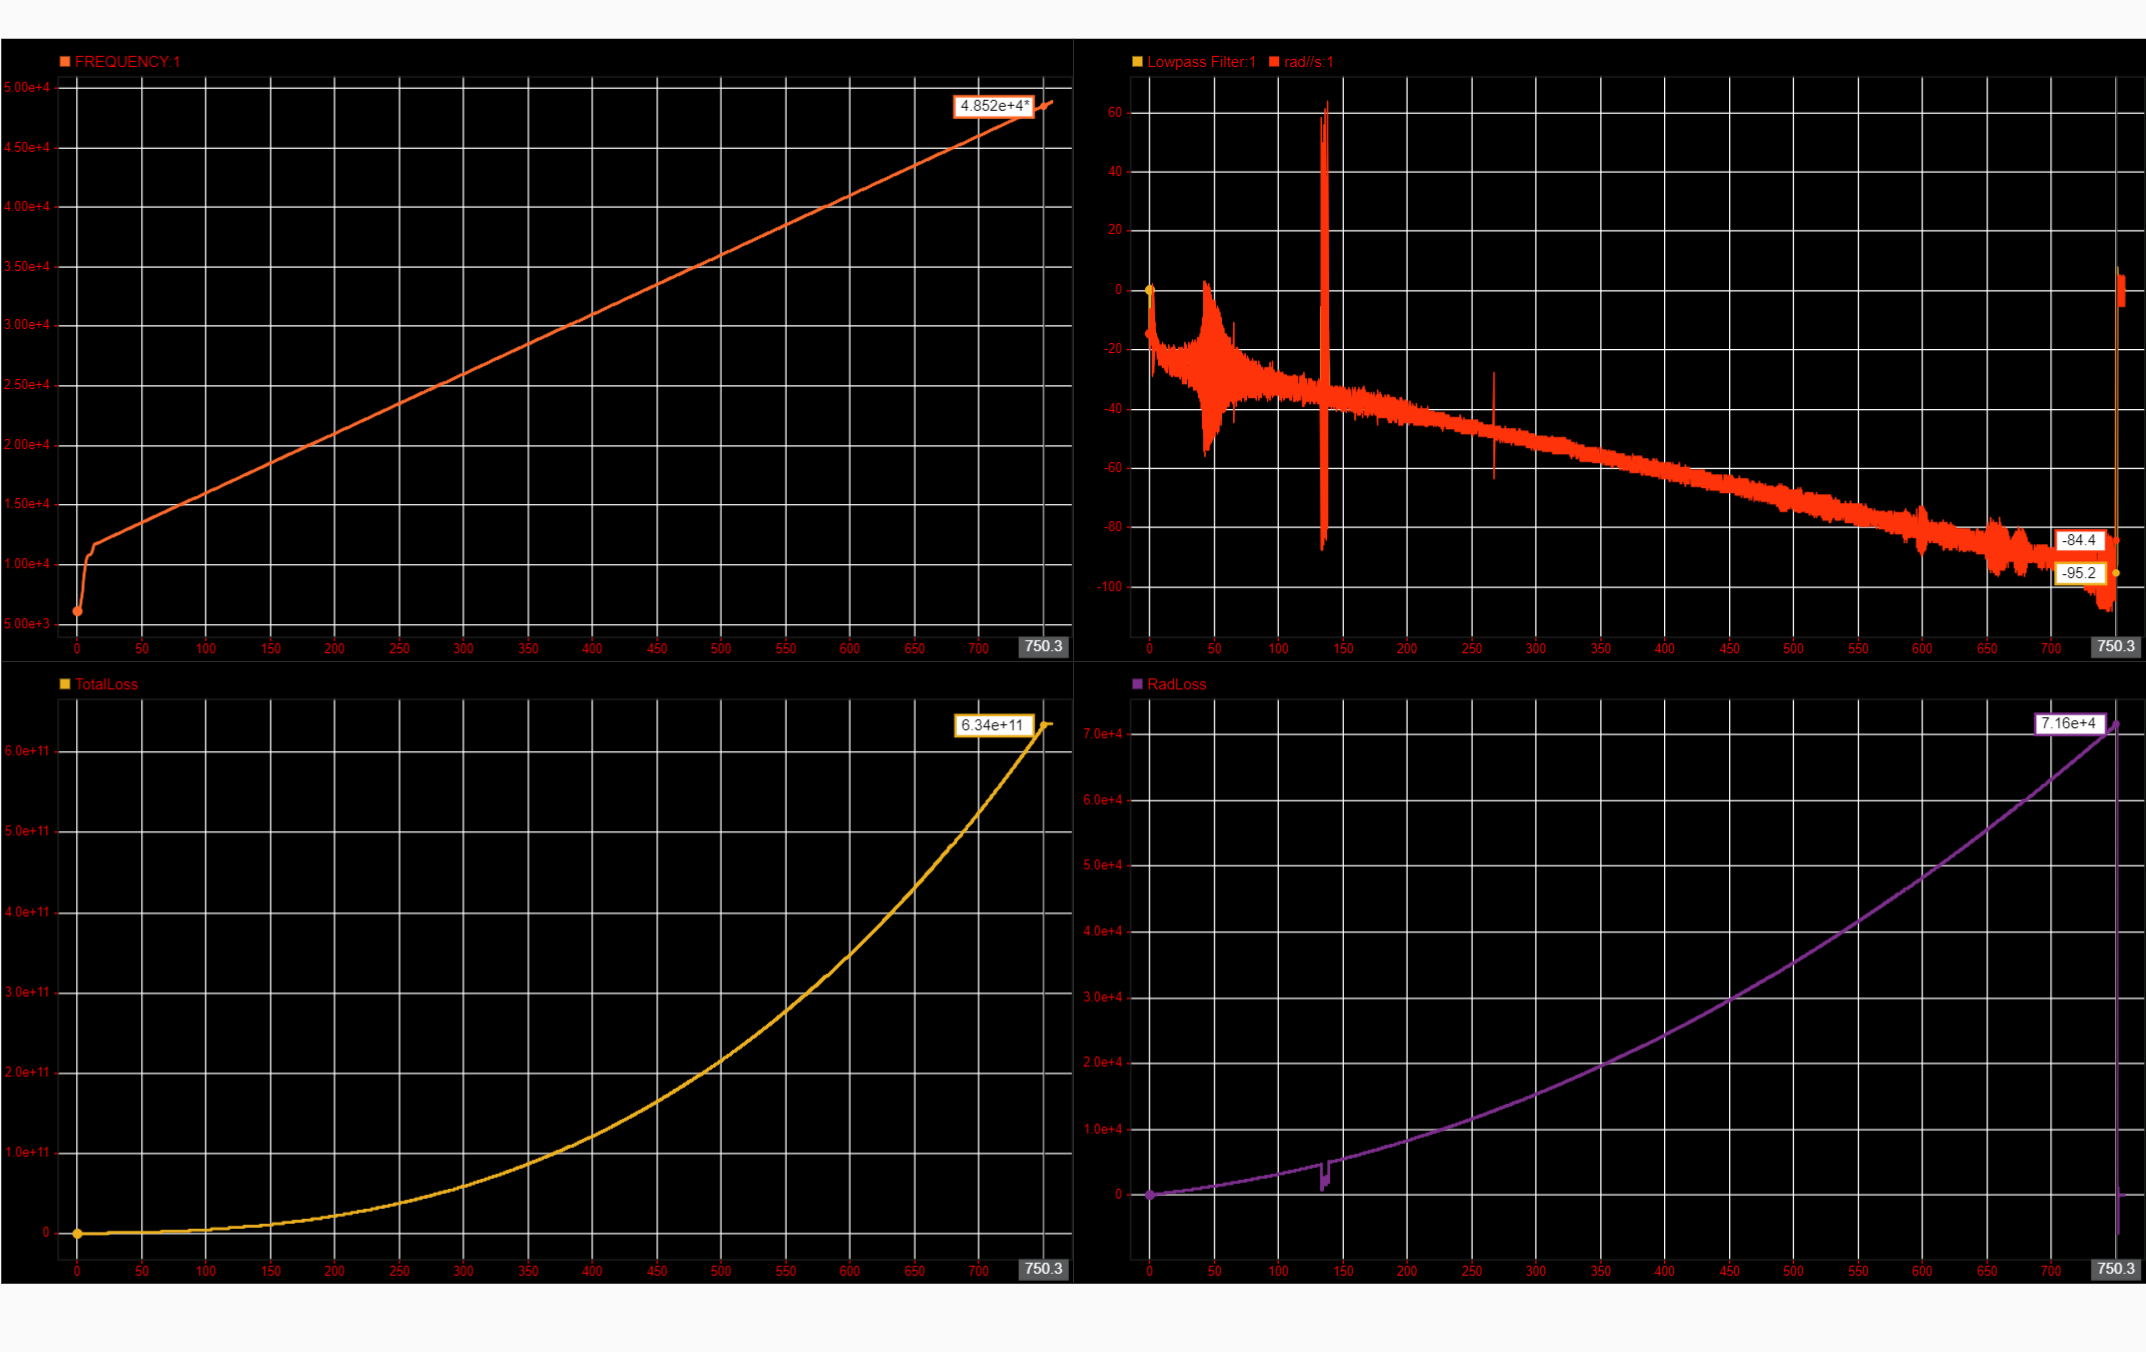 FREQUENCY:1
5.00e+4
4.50e+4
4.00e+4
3.50e+4
3.00e+4
2.50e+4
2.00e+4
1.50e+4
1.00e+4
5.00e+3
4.852e+4*
0 50 100 150 200 250 300 350 400 450 500 550 600 650 700 750.3
Lowpass Filter:1 rad//s:1
60
40
20
0
-20
-40
-60
-80
-100
-84.4
-95.2
0 50 100 150 200 250 300 350 400 450 500 550 600 650 700 750.3
TotalLoss
6.0e+11
5.0e+11
4.0e+11
3.0e+11
2.0e+11
1.0e+11
0
6.34e+11
0 50 100 150 200 250 300 350 400 450 500 550 600 650 700 750.3
RadLoss
7.0e+4
6.0e+4
5.0e+4
4.0e+4
3.0e+4
2.0e+4
1.0e+4
0
7.16e+4
0 50 100 150 200 250 300 350 400 450 500 550 600 650 700 750.3